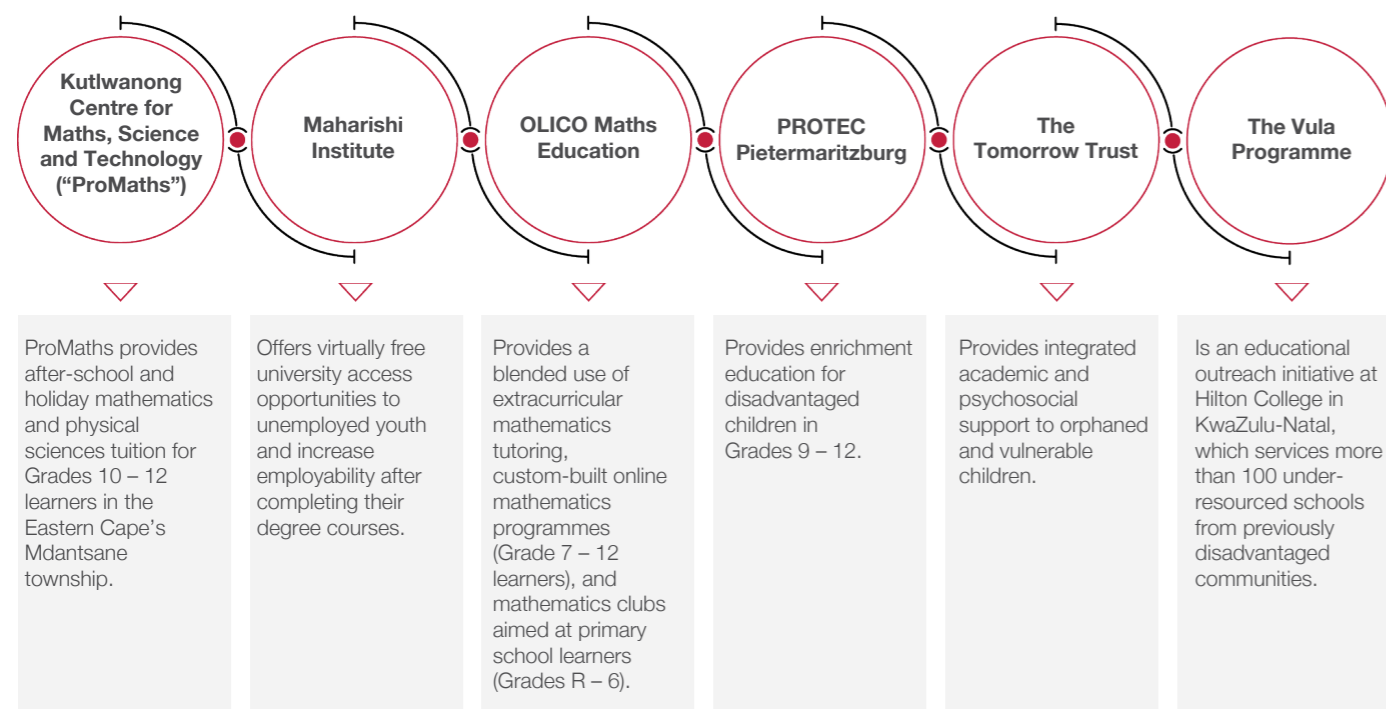 Kutlwanong
Centre for
Maths, Science
and Technology
(“ProMaths”)
Maharishi
Institute
OLICO Maths
Education
PROTEC
Pietermaritzburg
The
Tomorrow Trust
The Vula
Programme
ProMaths provides
after-school and
holiday mathematics
and physical
sciences tuition for
Grades 10 – 12
learners in the
Eastern Cape’s
Mdantsane
township.
Offers virtually free
university access
opportunities to
unemployed youth
and increase
employability after
completing their
degree courses.
Provides a
blended use of
extracurricular
mathematics
tutoring,
custom-built online
mathematics
programmes
(Grade 7 – 12
learners), and
mathematics clubs
aimed at primary
school learners
(Grades R – 6).
Provides enrichment
education for
disadvantaged
children in
Grades 9 – 12.
Provides integrated
academic and
psychosocial
support to orphaned
and vulnerable
children.
Is an educational
outreach initiative at
Hilton College in
KwaZulu-Natal,
which services more
than 100 under-
resourced schools
from previously
disadvantaged
communities.